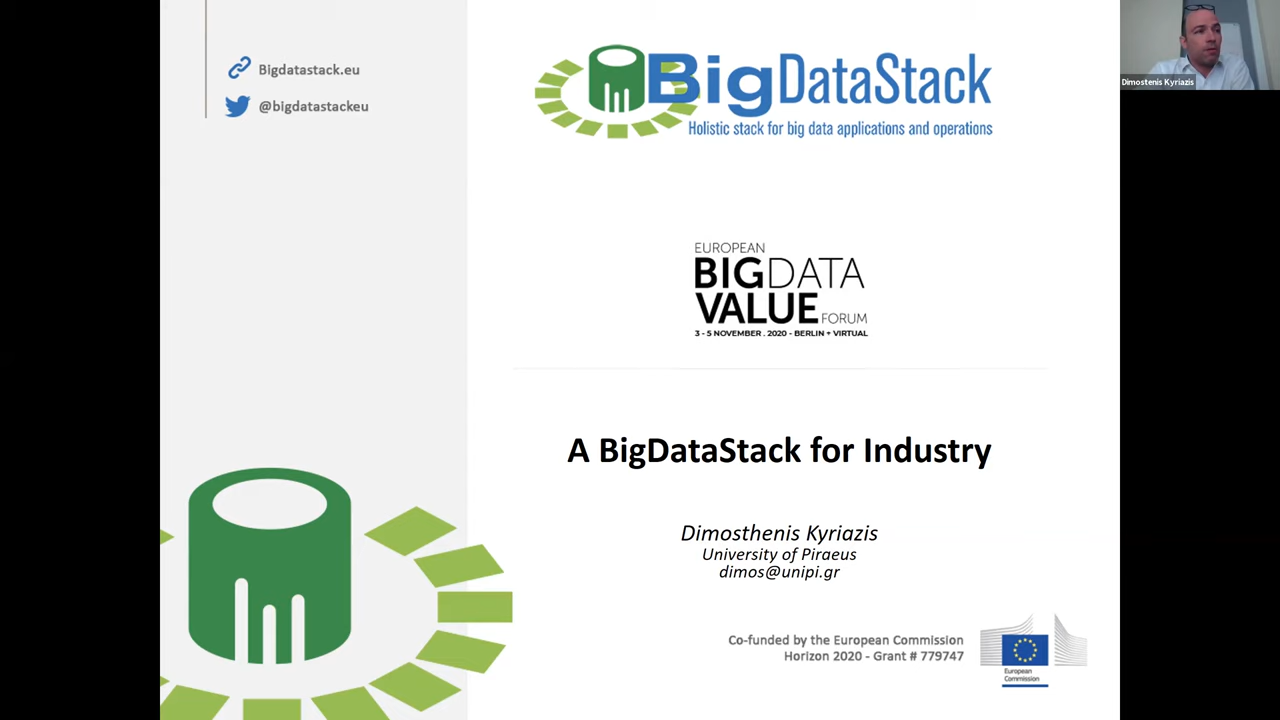 Bigdatastack.eu
@bigdatastackeu
BigDataStack
Holistic stack for big data applications and operations
Dimostenis Kyriazis
EUROPEAN
BIGDATA
VALUE FORUM
3 - 5 NOVEMBER . 2020 - BERLIN + VIRTUAL
A BigDataStack for Industry
Dimosthenis Kyriazis
University of Piraeus
dimos@unipi.gr
Co-funded by the European Commission
Horizon 2020 - Grant # 779747
European
Commission